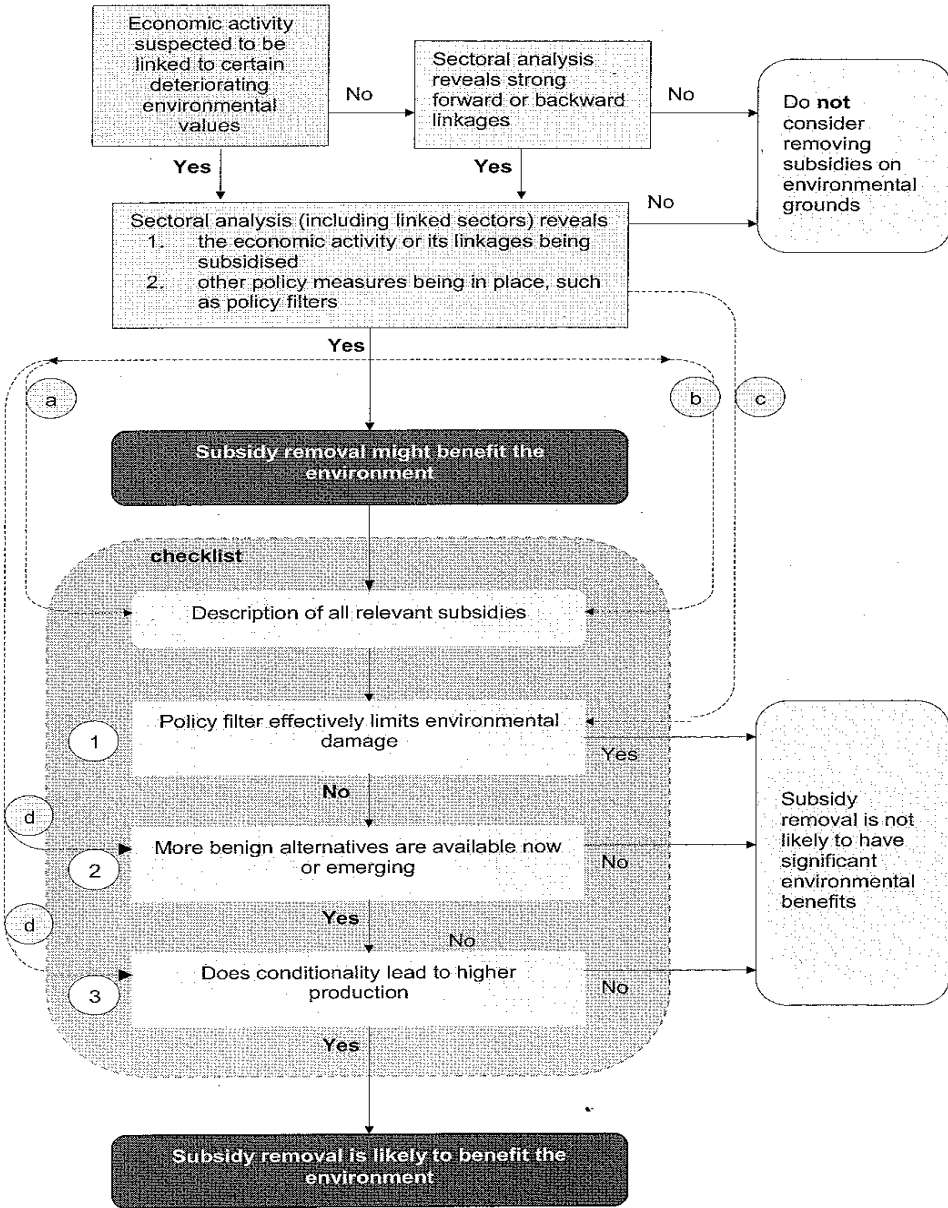 Economic activity
suspected to be
linked to certain
deteriorating
environmental
values
No
Sectoral analysis
reveals strong
forward or backward
linkages
No
Do not
consider
removing
subsidies on
environmental
grounds
Yes
Yes
Sectoral analysis (including linked sectors) reveals
1. the economic activity or its linkages being
subsidised
2. other policy measures being in place, such
as policy filters
No
Yes
a
b
c
Subsidy removal might benefit the
environment
checklist
Description of all relevant subsidies
1
Policy filter effectively limits environmental
damage
Yes
No
d
2
More benign alternatives are available now
or emerging
No
Yes
Subsidy
removal is not
likely to have
significant
environmental
benefits
d
No
3
Does conditionality lead to higher
production
No
Yes
Subsidy removal is likely to benefit the
environment